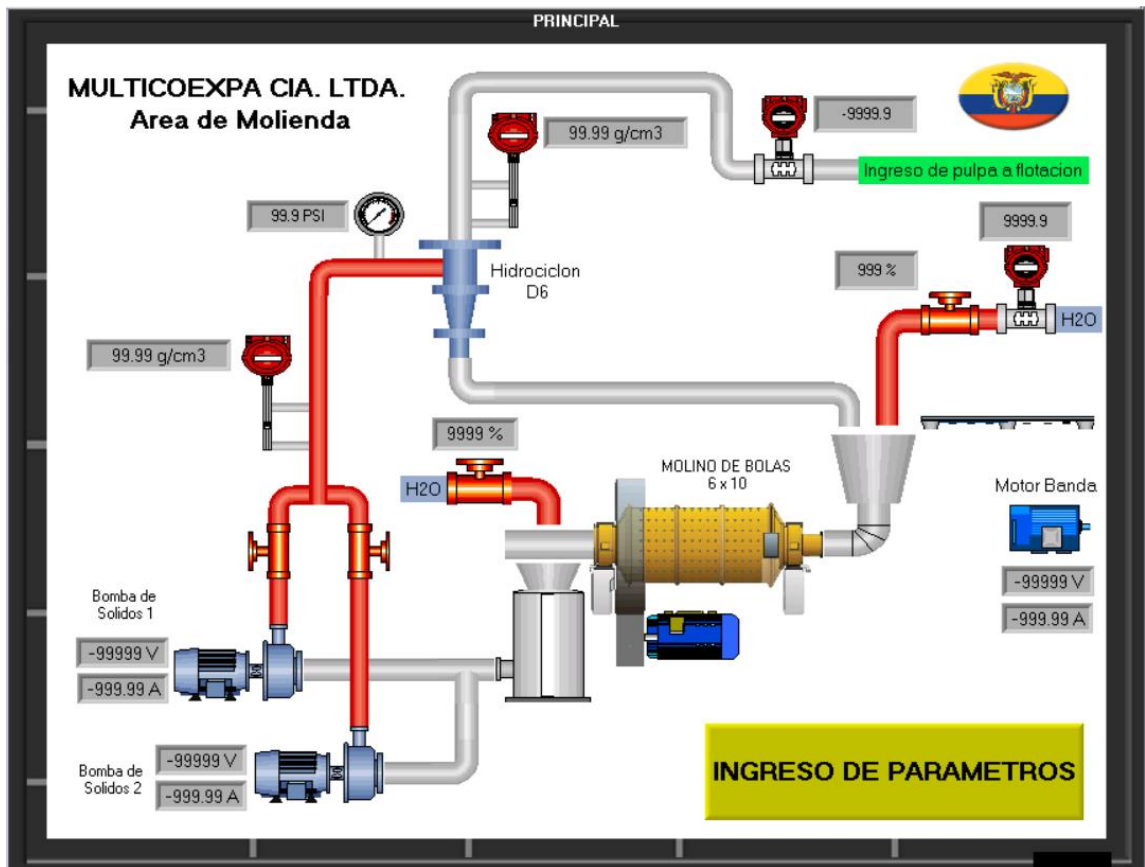 PRINCIPAL
MULTICOEXPA CIA. LTDA.
Area de Molienda
99.99 g/cm3
-9999.9
Ingreso de pulpa a flotacion
99.9 PSI
9999.9
Hidrociclon
D6
999 %
H2O
99.99 g/cm3
9999 %
H2O
MOLINO DE BOLAS
6 x 10
Motor Banda
-99999 V
-999.99 A
Bomba de
Solidos 1
-99999 V
-999.99 A
Bomba de
Solidos 2
-99999 V
-999.99 A
INGRESO DE PARAMETROS